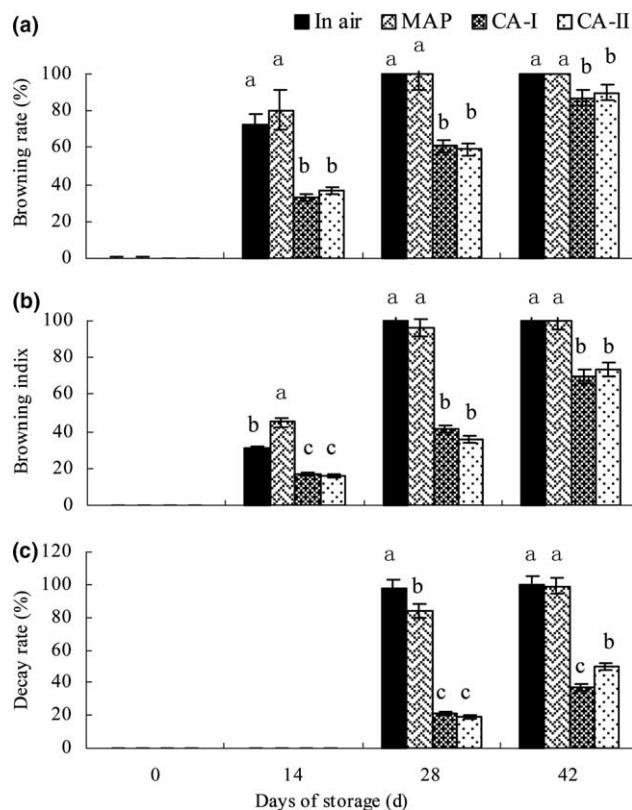 In air MAP CA-I CA-II
(a)
Browning rate (%)
100
80
60
40
20
0
a a b b
a a b b
a a b b
(b)
Browning indix
100
80
60
40
20
0
b a c c
a a b b
a a b b
(c)
Decay rate (%)
120
100
80
60
40
20
0
a b c c
a a c b
0 14 28 42
Days of storage (d)